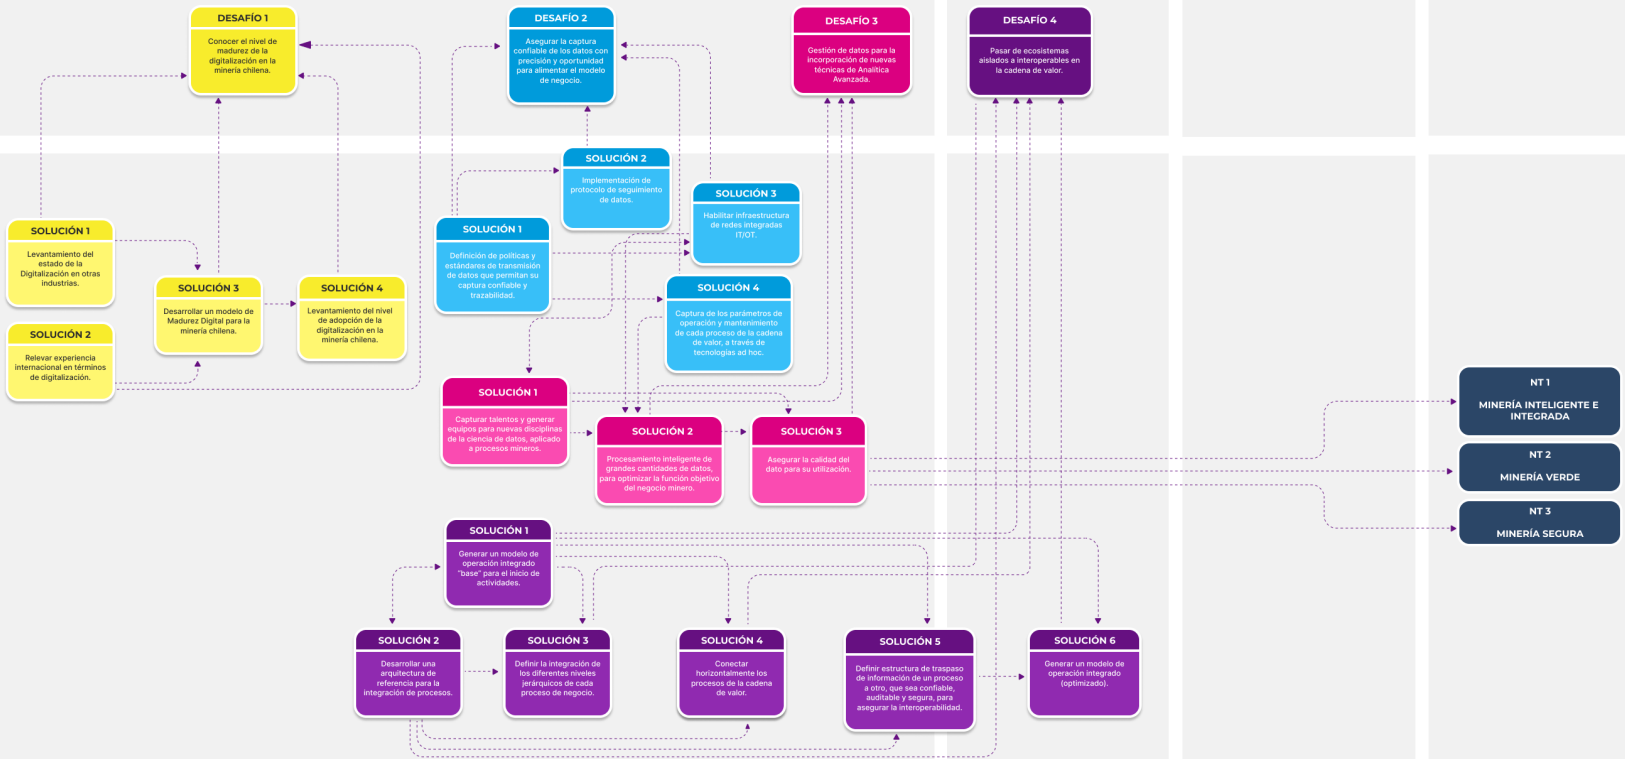 DESAFÍO 1
Conocer el nivel de
madurez de la
digitalización en la
minería chilena.
DESAFÍO 2
Asegurar la captura
confiable de los datos con
precisión y oportunidad
para alimentar el modelo
de negocio.
DESAFÍO 3
Gestión de datos para la
incorporación de nuevas
técnicas de Analítica
Avanzada.
DESAFÍO 4
Pasar de ecosistemas
aislados a interoperables en
la cadena de valor.
SOLUCIÓN 1
Levantamiento del
estado de la
Digitalización en otras
industrias.
SOLUCIÓN 2
Relevar experiencia
internacional en términos
de digitalización.
SOLUCIÓN 3
Desarrollar un modelo de
Madurez Digital para la
minería chilena.
SOLUCIÓN 4
Levantamiento del nivel
de adopción de la
digitalización en la
minería chilena.
SOLUCIÓN 1
Definición de políticas y
estándares de transmisión
de datos que permitan su
captura confiable y
trazabilidad.
SOLUCIÓN 2
Implementación de
protocolo de seguimiento
de datos.
SOLUCIÓN 3
Habilitar infraestructura
de redes integradas
IT/OT.
SOLUCIÓN 4
Captura de los parámetros de
operación y mantenimiento
de cada proceso de la cadena
de valor, a través de
tecnologías ad hoc.
SOLUCIÓN 1
Capturar talentos y generar
equipos para nuevas disciplinas
de la ciencia de datos, aplicado
a procesos mineros.
SOLUCIÓN 2
Procesamiento inteligente de
grandes cantidades de datos,
para optimizar la función objetivo
del negocio minero.
SOLUCIÓN 3
Asegurar la calidad del
dato para su utilización.
NT 1
MINERÍA INTELIGENTE E
INTEGRADA
NT 2
MINERÍA VERDE
NT 3
MINERÍA SEGURA
SOLUCIÓN 1
Generar un modelo de
operación integrado
"base" para el inicio de
actividades.
SOLUCIÓN 2
Desarrollar una
arquitectura de
referencia para la
integración de procesos.
SOLUCIÓN 3
Definir la integración de
los diferentes niveles
jerárquicos de cada
proceso de negocio.
SOLUCIÓN 4
Conectar
horizontalmente los
procesos de la cadena
de valor.
SOLUCIÓN 5
Definir estructura de traspaso
de información de un proceso
a otro, que sea confiable,
auditable y segura, para
asegurar la interoperabilidad.
SOLUCIÓN 6
Generar un modelo de
operación integrado
(optimizado).